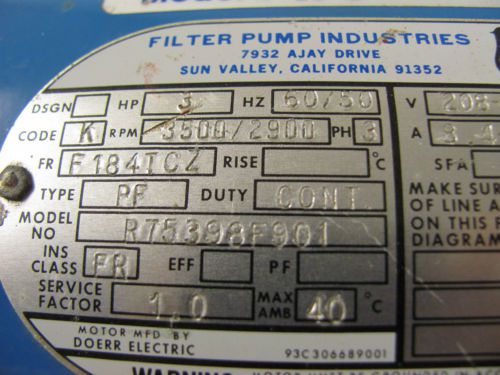 FILTER PUMP INDUSTRIES
7932 AJAY DRIVE
SUN VALLEY, CALIFORNIA 91352
DSGN HP 3 HZ 60/50 V 208
CODE K RPM 3500/2900 PH 3 A
FR F184TCZ RISE °C SFA
TYPE PF DUTY CONT.
MODEL NO R75398F901
INS CLASS FR EFF PF
SERVICE FACTOR 1.0 MAX AMB 40 °C
MAKE SU
OF LINE A
ON THIS F
DIAGRAM
MOTOR MFD BY
DOERR ELECTRIC
93C306689001